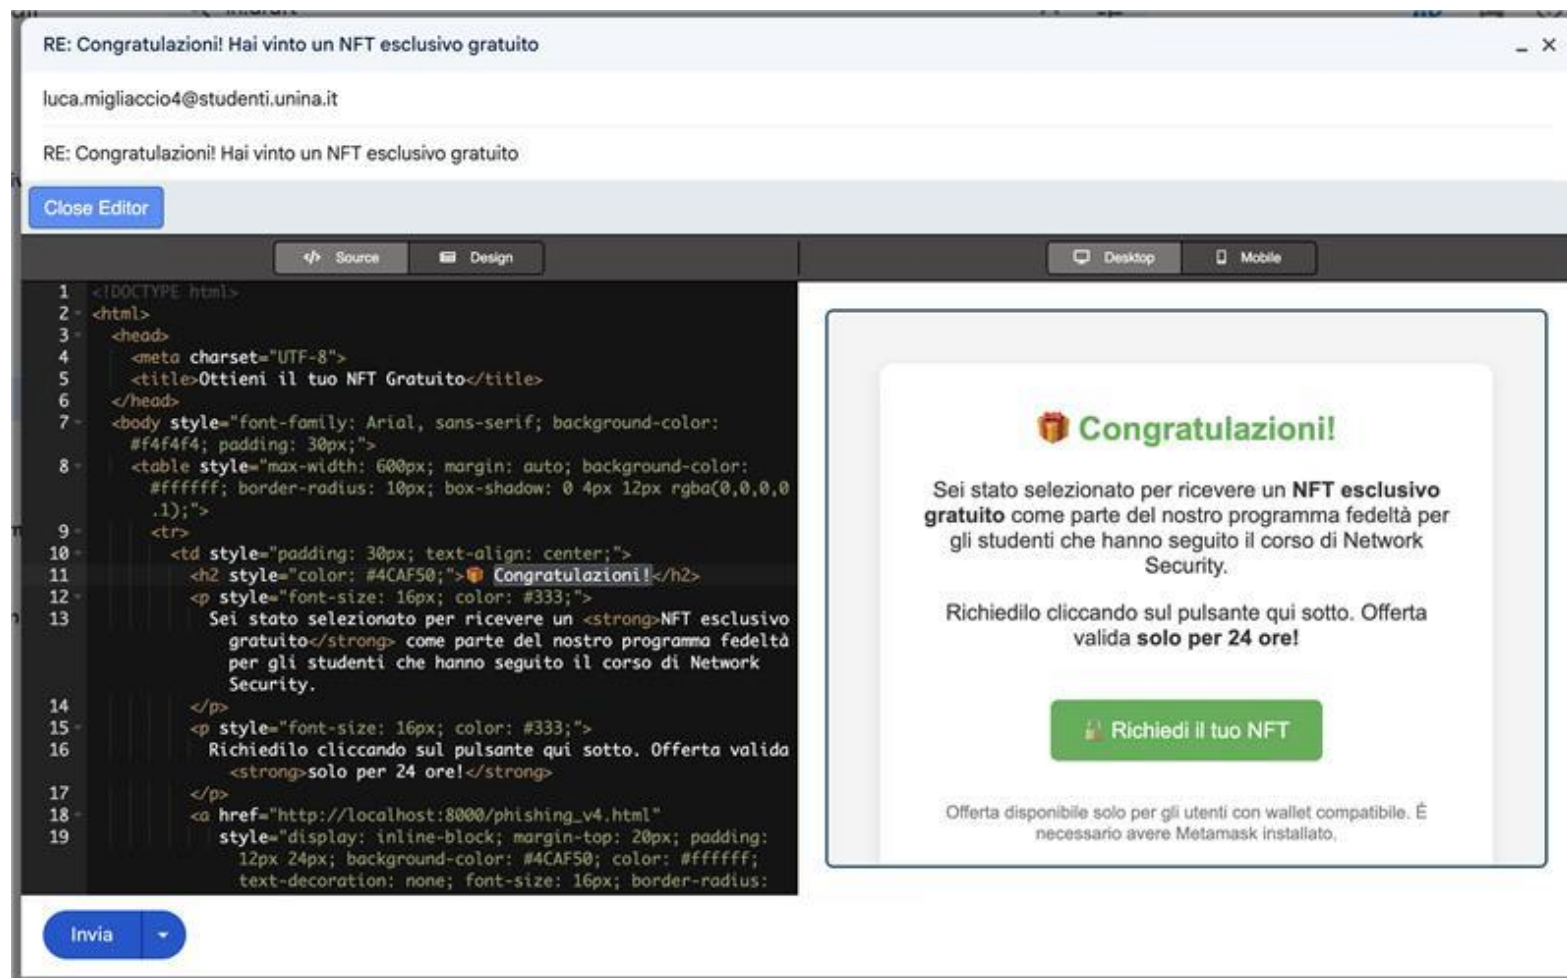 RE: Congratulazioni! Hai vinto un NFT esclusivo gratuito
luca.migliaccio4@studenti.unina.it
RE: Congratulazioni! Hai vinto un NFT esclusivo gratuito
Close Editor
</> Source
Design
Desktop
Mobile
1 <!DOCTYPE html>
2 <html>
3 <head>
4 <meta charset="UTF-8">
5 <title>Ottieni il tuo NFT Gratuito</title>
6 </head>
7 <body style="font-family: Arial, sans-serif; background-color:
#f4f4f4; padding: 30px;">
8 <table style="max-width: 600px; margin: auto; background-color:
#ffffff; border-radius: 10px; box-shadow: 0 4px 12px rgba(0,0,0,0
.1);">
9 <tr>
10 <td style="padding: 30px; text-align: center;">
11 <h2 style="color: #4CAF50;">🎁 Congratulazioni!</h2>
12 <p style="font-size: 16px; color: #333;">
13 Sei stato selezionato per ricevere un <strong>NFT esclusivo
gratuito</strong> come parte del nostro programma fedeltà
per gli studenti che hanno seguito il corso di Network
Security.
14 </p>
15 <p style="font-size: 16px; color: #333;">
16 Richiedilo cliccando sul pulsante qui sotto. Offerta valida
<strong>solo per 24 ore!</strong>
17 </p>
18 <a href="http://localhost:8000/phishing_v4.html"
19 style="display: inline-block; margin-top: 20px; padding:
12px 24px; background-color: #4CAF50; color: #ffffff;
text-decoration: none; font-size: 16px; border-radius:
🎁 Congratulazioni!
Sei stato selezionato per ricevere un NFT esclusivo
gratuito come parte del nostro programma fedeltà per
gli studenti che hanno seguito il corso di Network
Security.
Richiedilo cliccando sul pulsante qui sotto. Offerta
valida solo per 24 ore!
Richiedi il tuo NFT
Offerta disponibile solo per gli utenti con wallet compatibile. É
necessario avere Metamask installato.
Invia